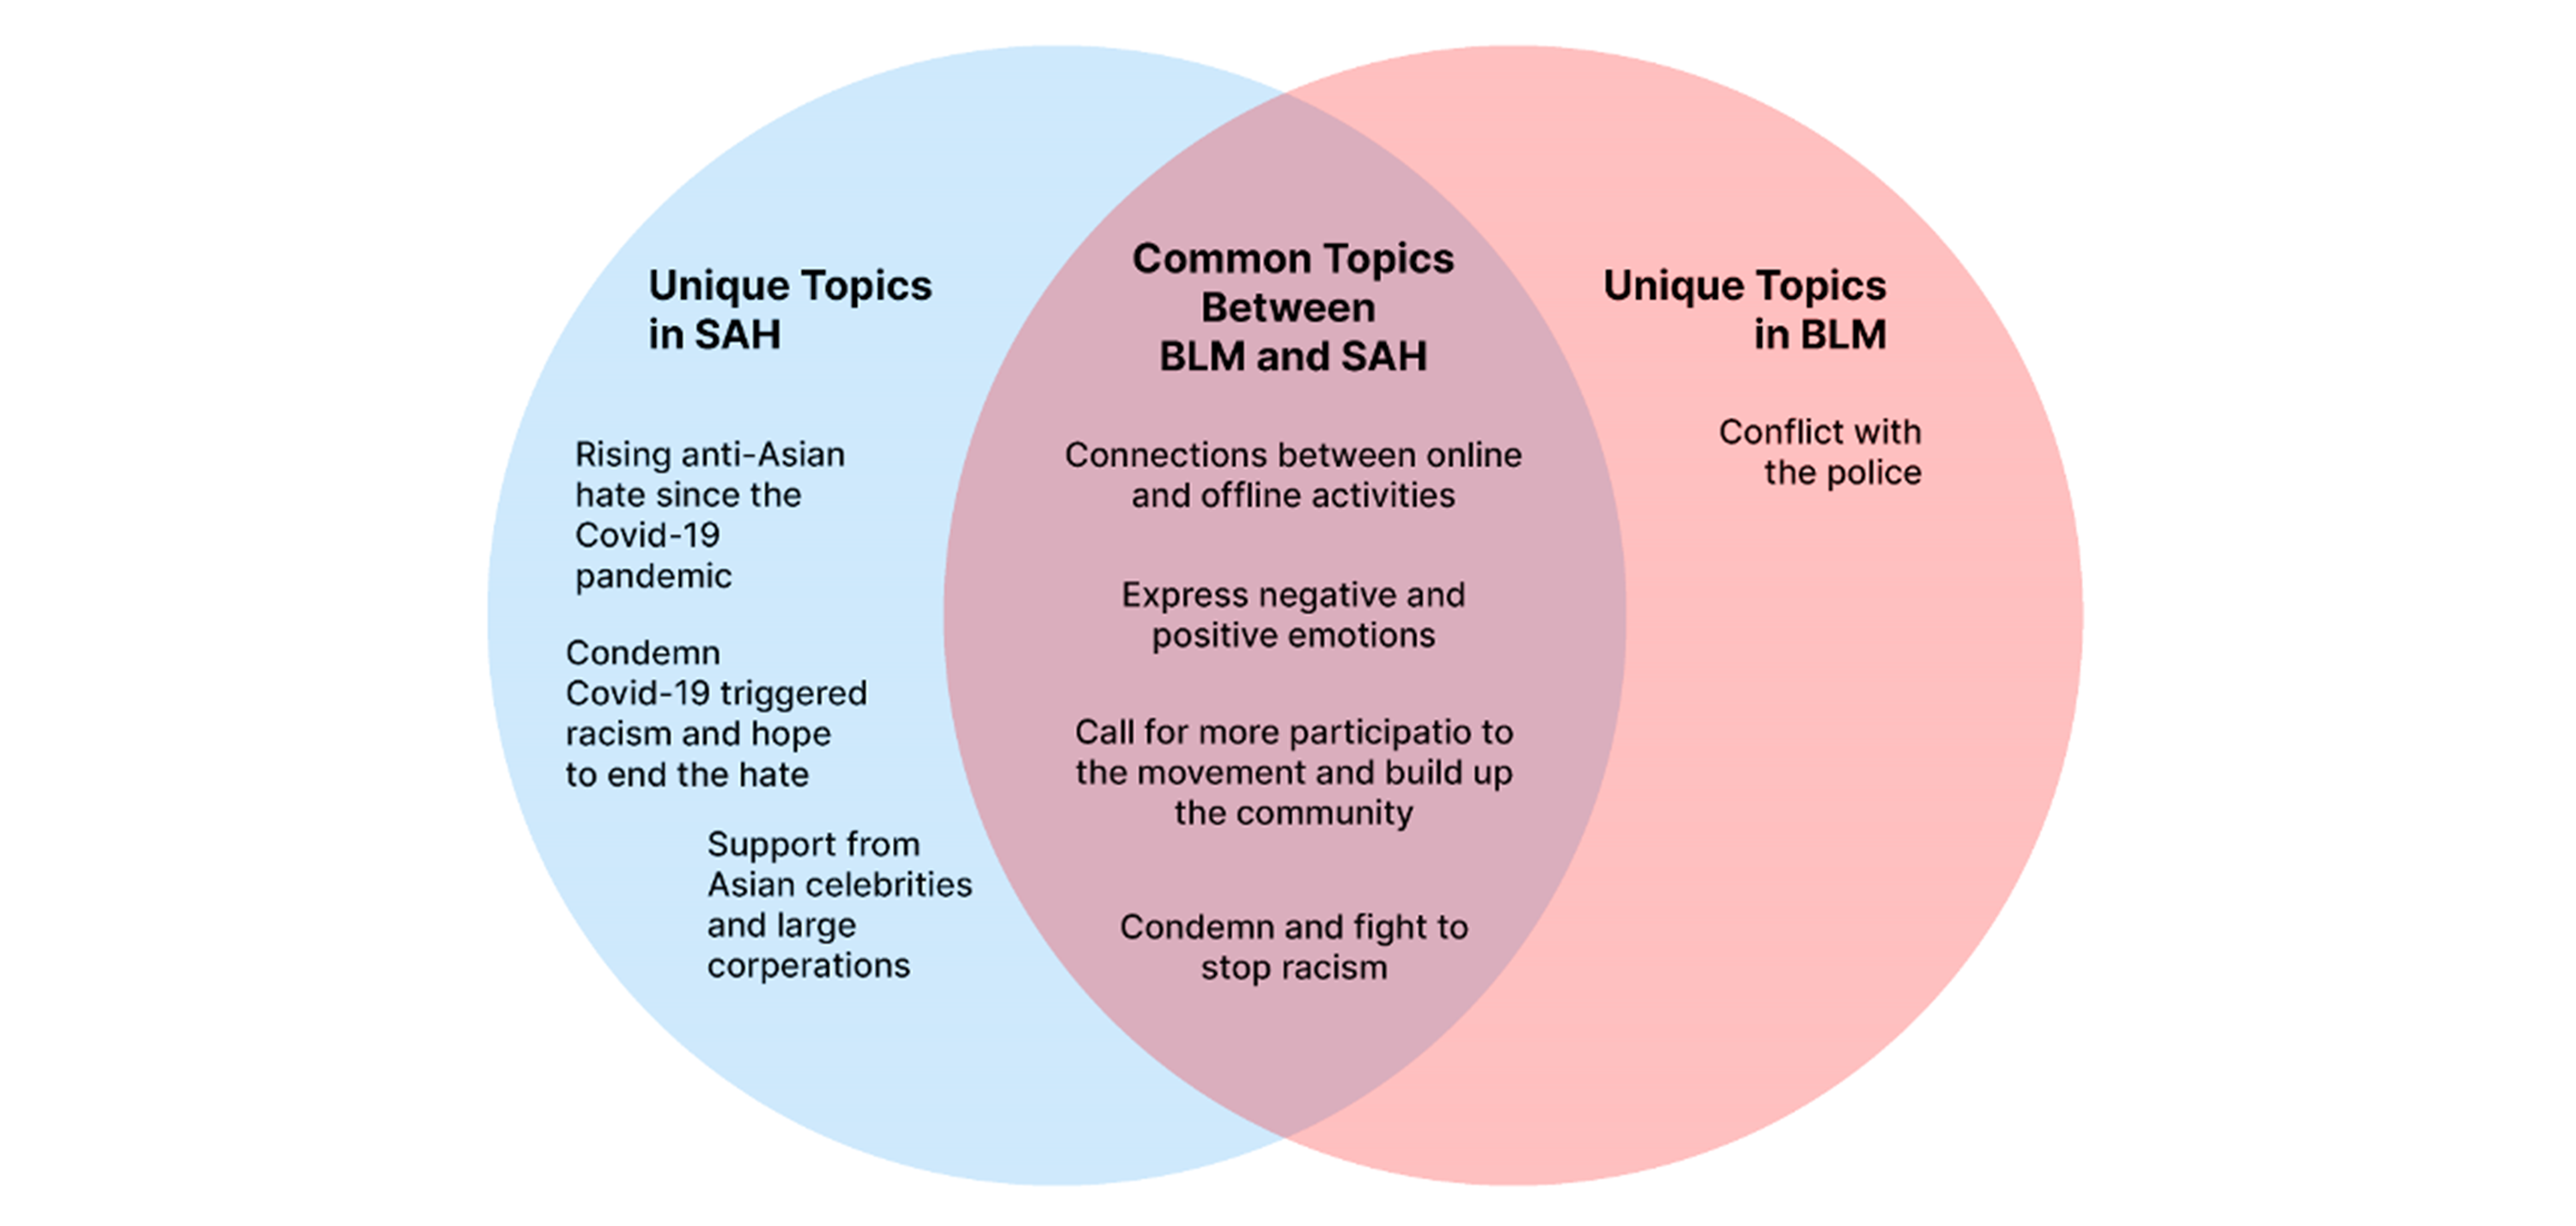 Unique Topics
in SAH
Rising anti-Asian
hate since the
Covid-19
pandemic
Condemn
Covid-19 triggered
racism and hope
to end the hate
Support from
Asian celebrities
and large
corperations
Common Topics
Between
BLM and SAH
Connections between online
and offline activities
Express negative and
positive emotions
Call for more participatio to
the movement and build up
the community
Condemn and fight to
stop racism
Unique Topics
in BLM
Conflict with
the police